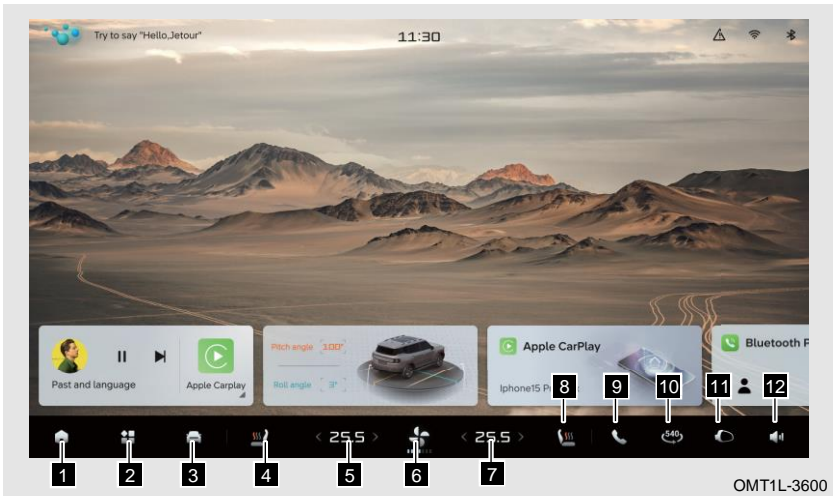 Try to say "Hello,Jetour"
11:30
Pitch angle 100°
Roll angle 3°
Apple CarPlay
Bluetooth P
Past and language
Apple Carplay
Iphone15 P
8 9 10 11 12
25.5
25.5
540
1 2 3 4 5 6 7
OMT1L-3600